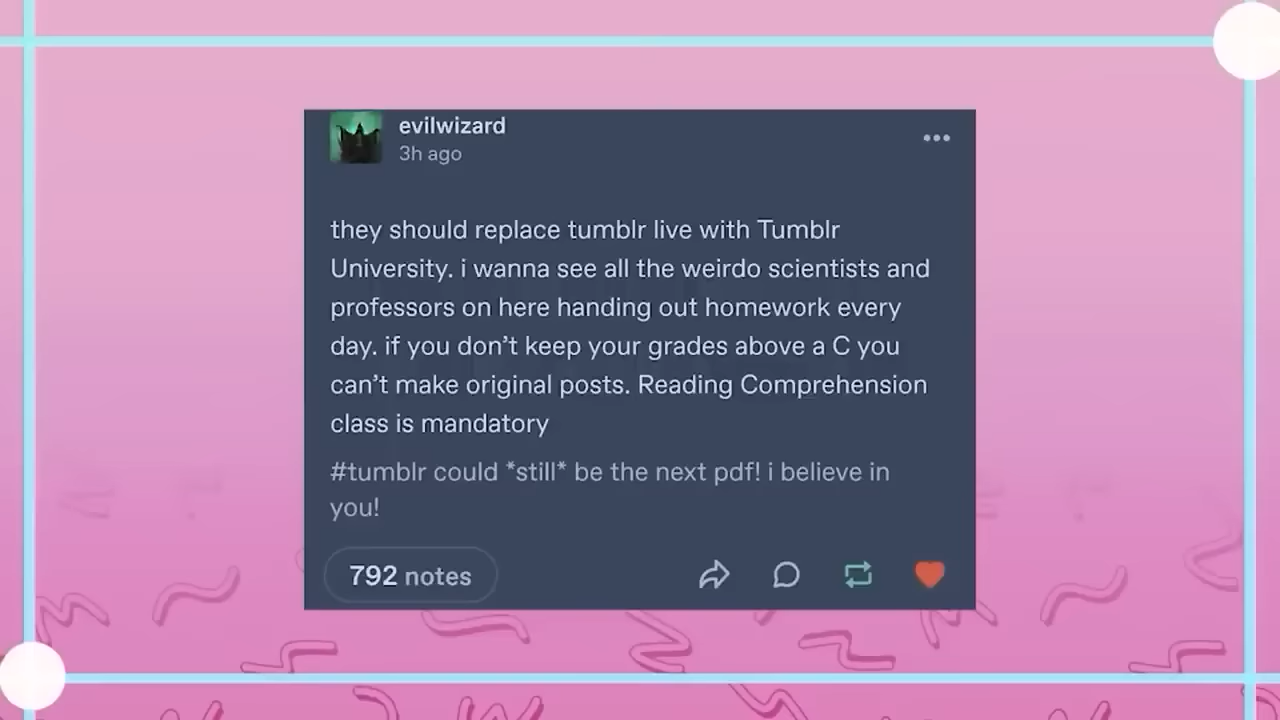 evilwizard
3h ago
they should replace tumblr live with Tumblr
University. i wanna see all the weirdo scientists and
professors on here handing out homework every
day. if you don’t keep your grades above a C you
can’t make original posts. Reading Comprehension
class is mandatory
#tumblr could *still* be the next pdf! i believe in
you!
792 notes